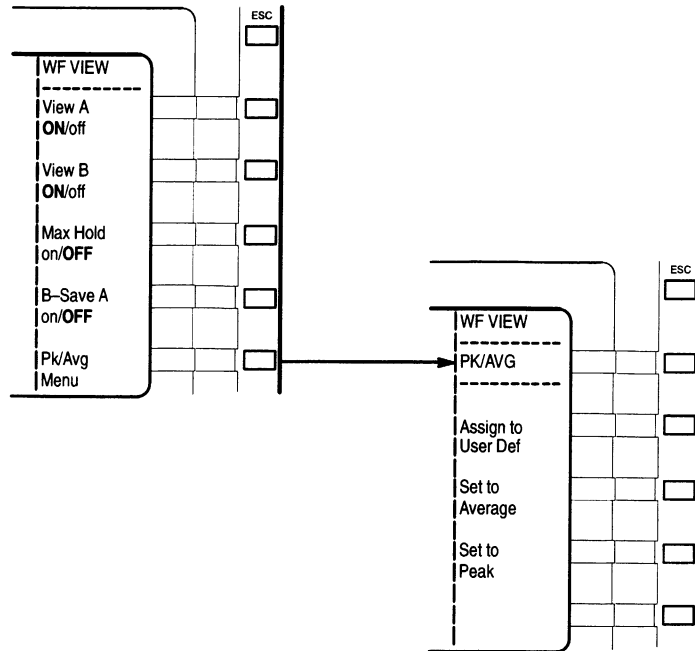 ESC
WF VIEW
View A
ON/off
View B
ON/off
Max Hold
on/OFF
B–Save A
on/OFF
Pk/Avg
Menu
ESC
WF VIEW
PK/AVG
Assign to
User Def
Set to
Average
Set to
Peak